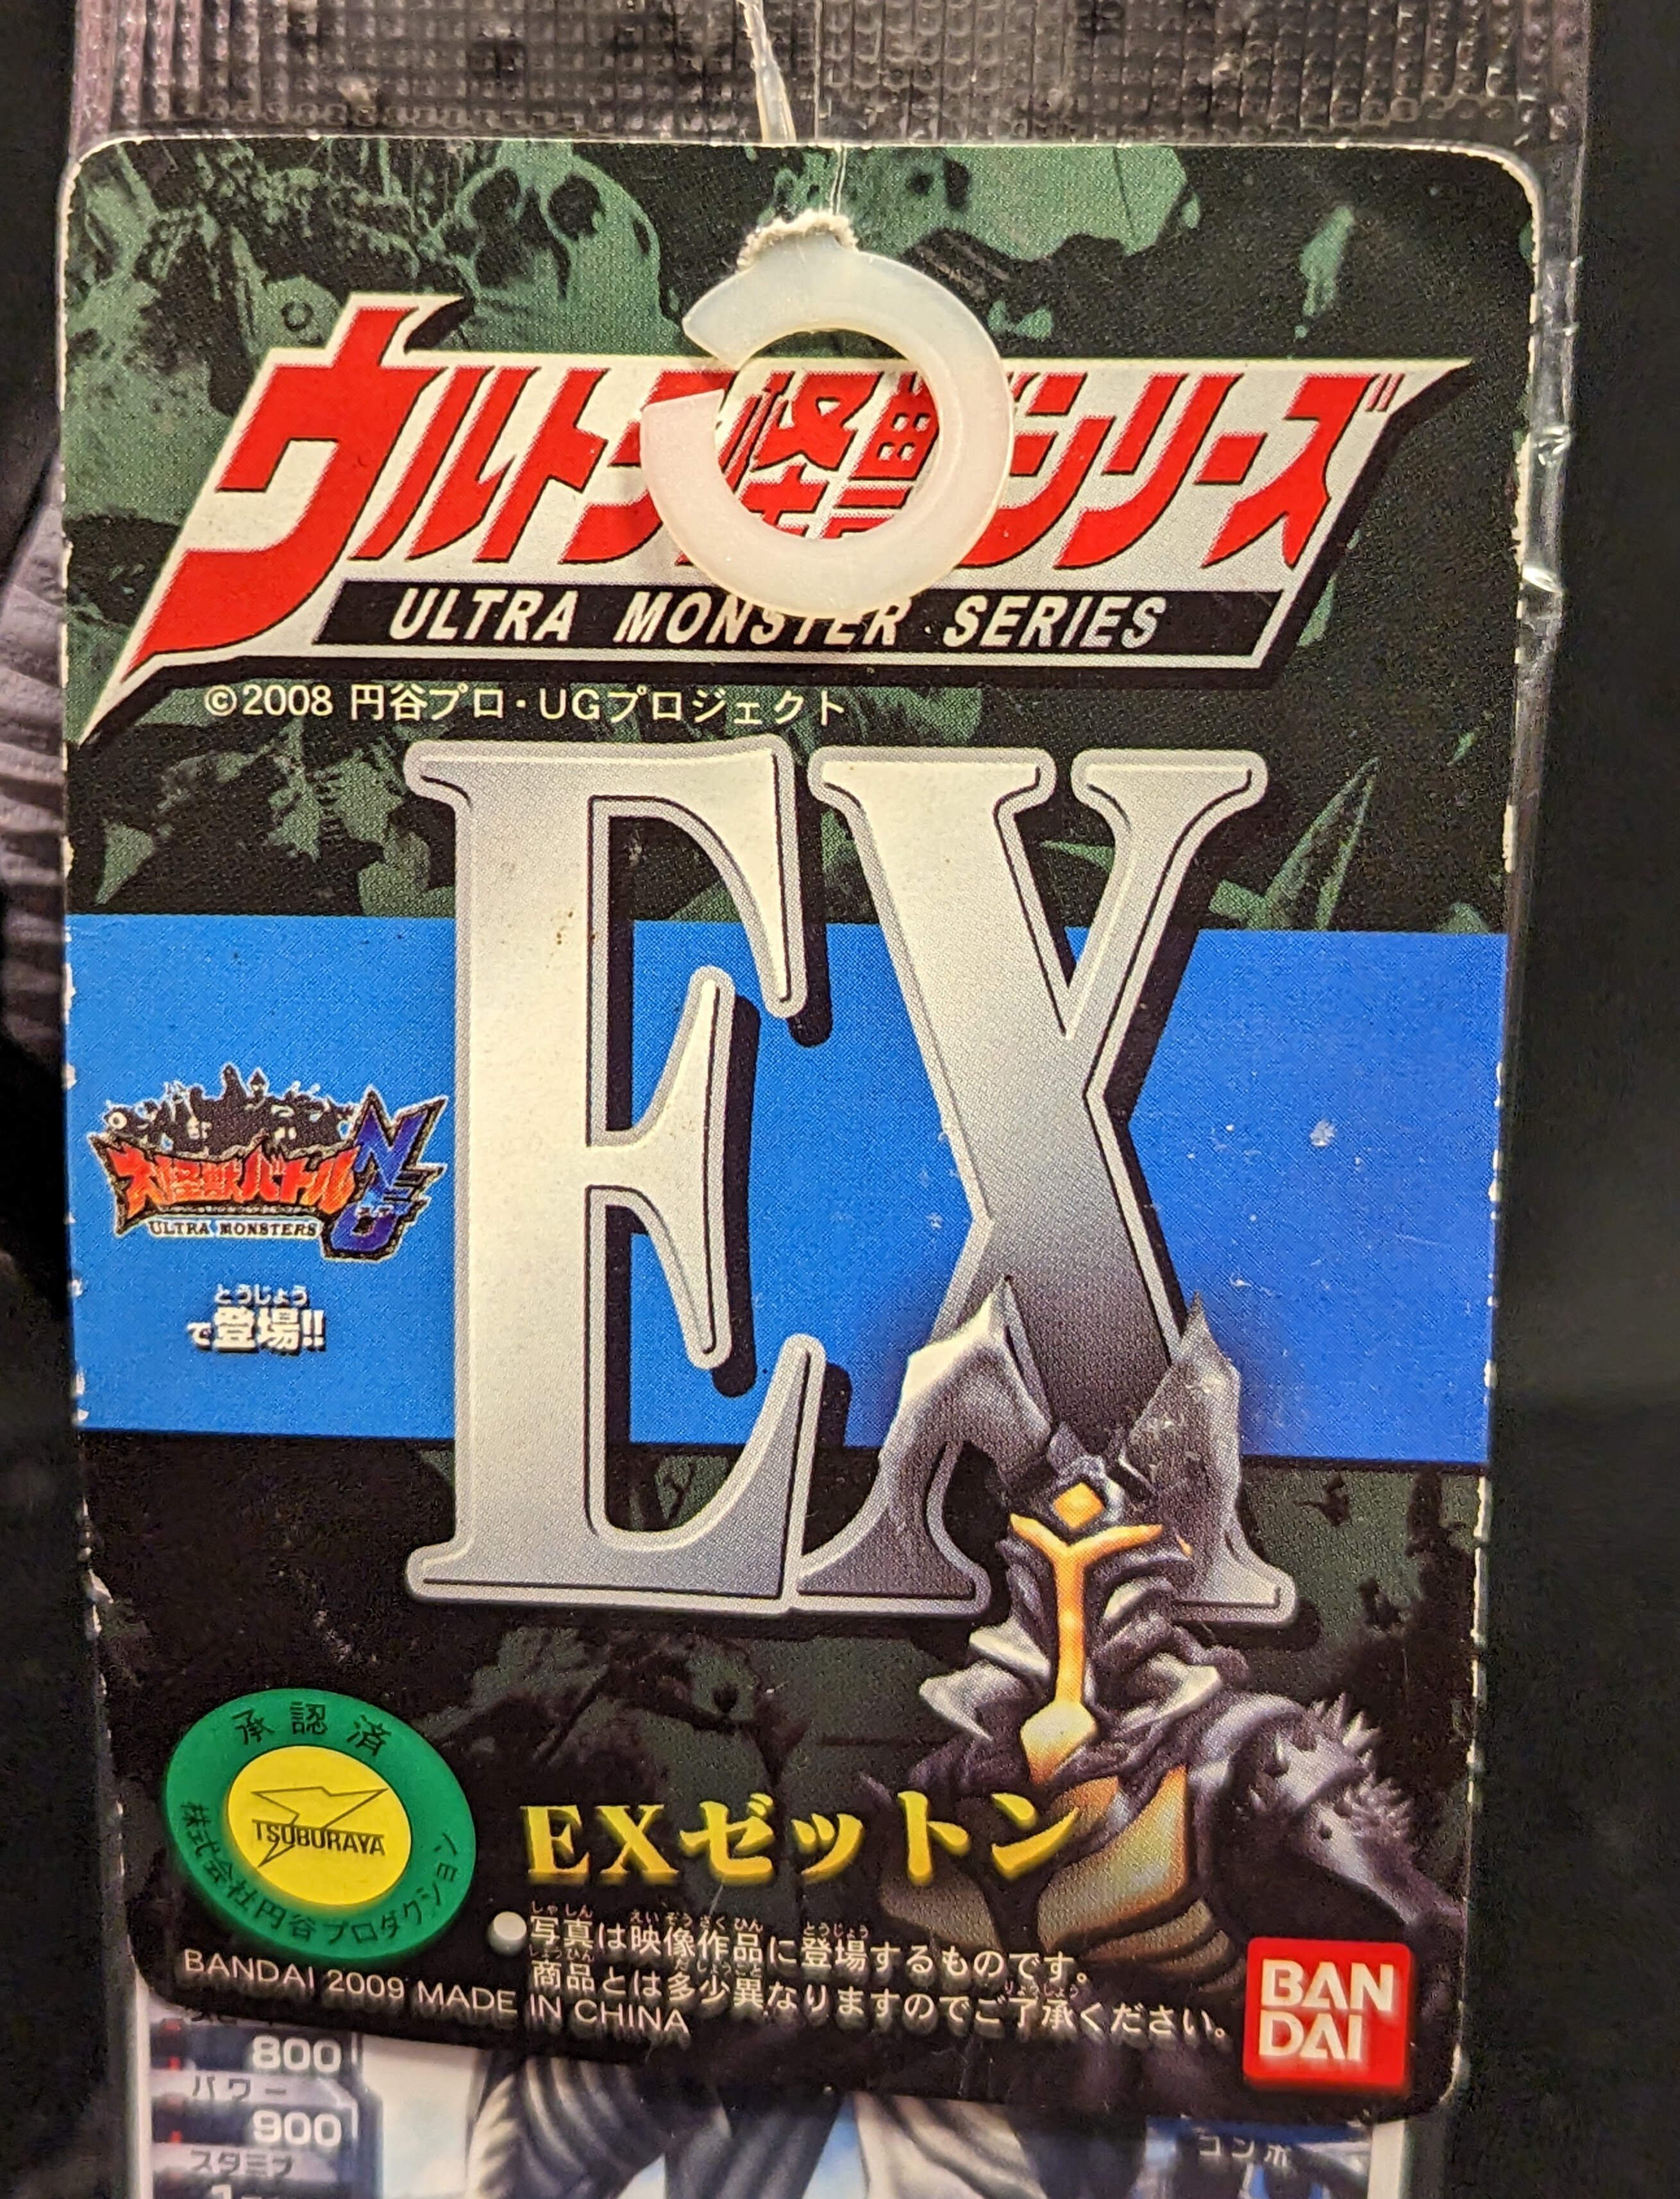 ウルトラ怪獣シリーズ
ULTRA MONSTER SERIES
©2008 円谷プロ・UGプロジェクト
EX
大怪獣バトル NEO
ULTRA MONSTERS
とうじょう
で登場!!
承認済
TSUBURAYA
株式会社円谷プロダクション
EXゼットン
しゃしん えいぞうさくひん とうじょう
●写真は映像作品に登場するものです。
しょうひん たしょうこと りょうしょう
商品とは多少異なりますのでご了承ください。
BANDAI 2009 MADE IN CHINA
BAN
DAI
800
パワー
900
スタミナ
コンボ